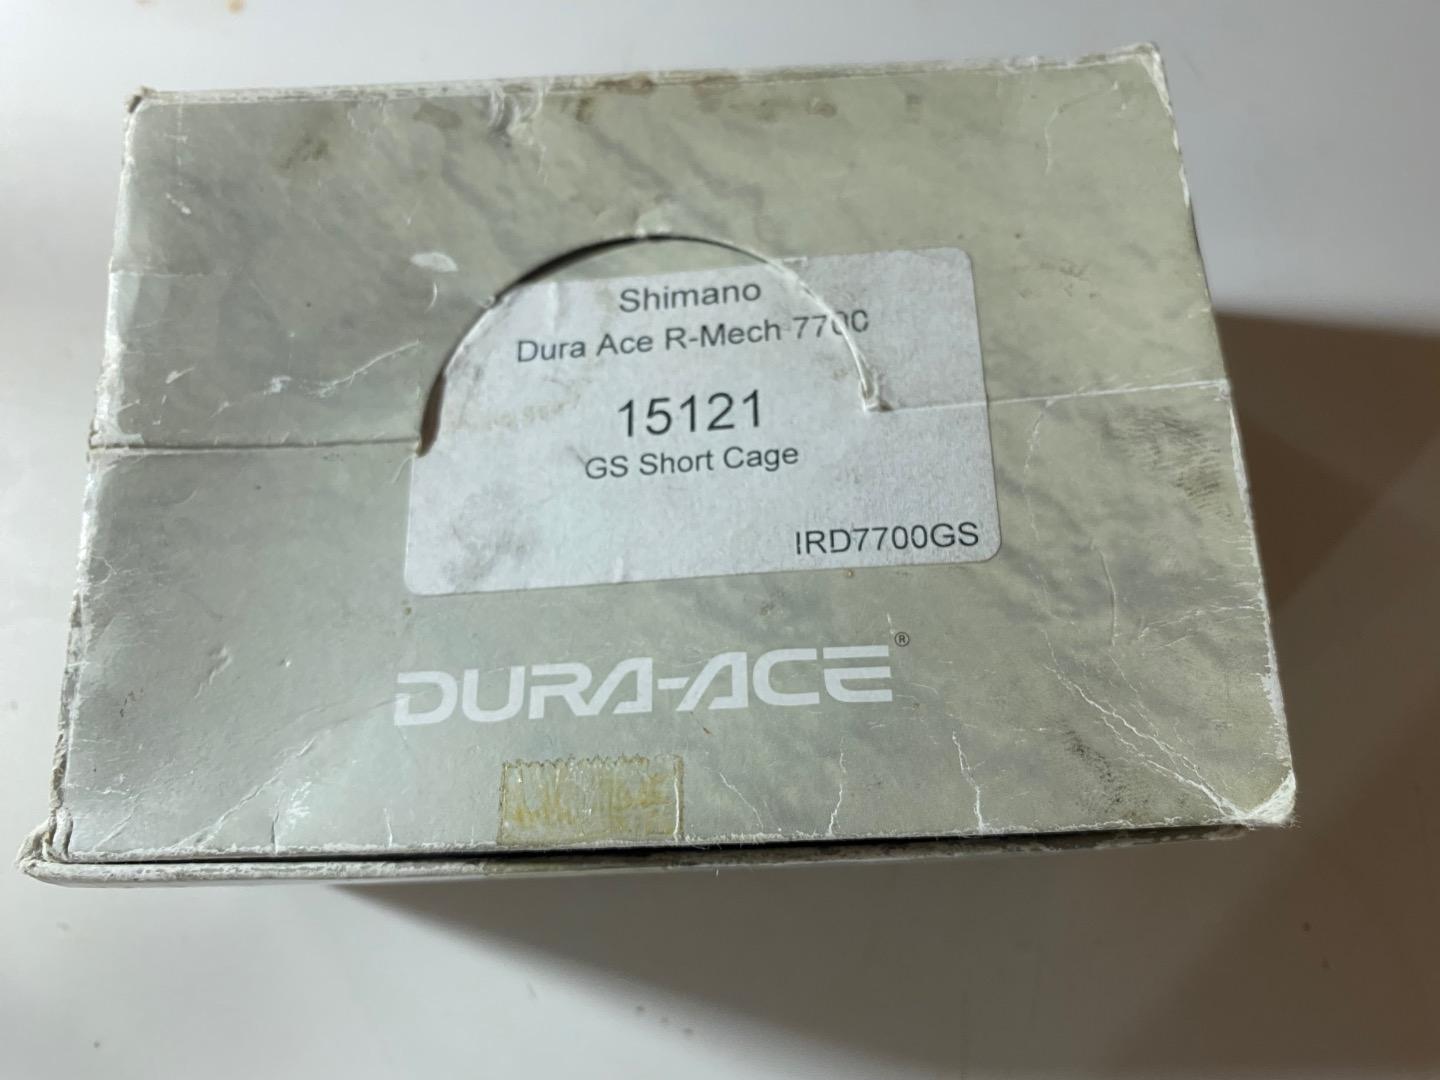 Shimano
Dura Ace R-Mech 7700
15121
GS Short Cage
IRD7700GS
DURA-ACE®